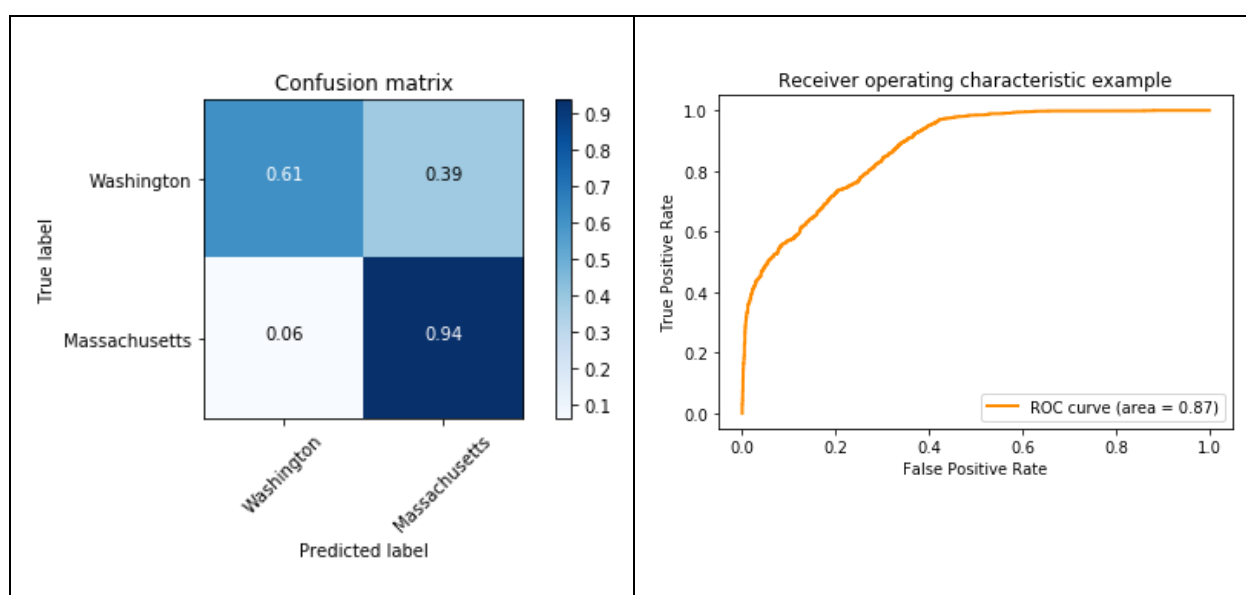 Confusion matrix
True label
Washington
Massachusetts
0.61
0.39
0.06
0.94
Washington
Massachusetts
Predicted label
0.9
0.8
0.7
0.6
0.5
0.4
0.3
0.2
0.1
Receiver operating characteristic example
True Positive Rate
1.0
0.8
0.6
0.4
0.2
0.0
ROC curve (area = 0.87)
0.0
0.2
0.4
0.6
0.8
1.0
False Positive Rate